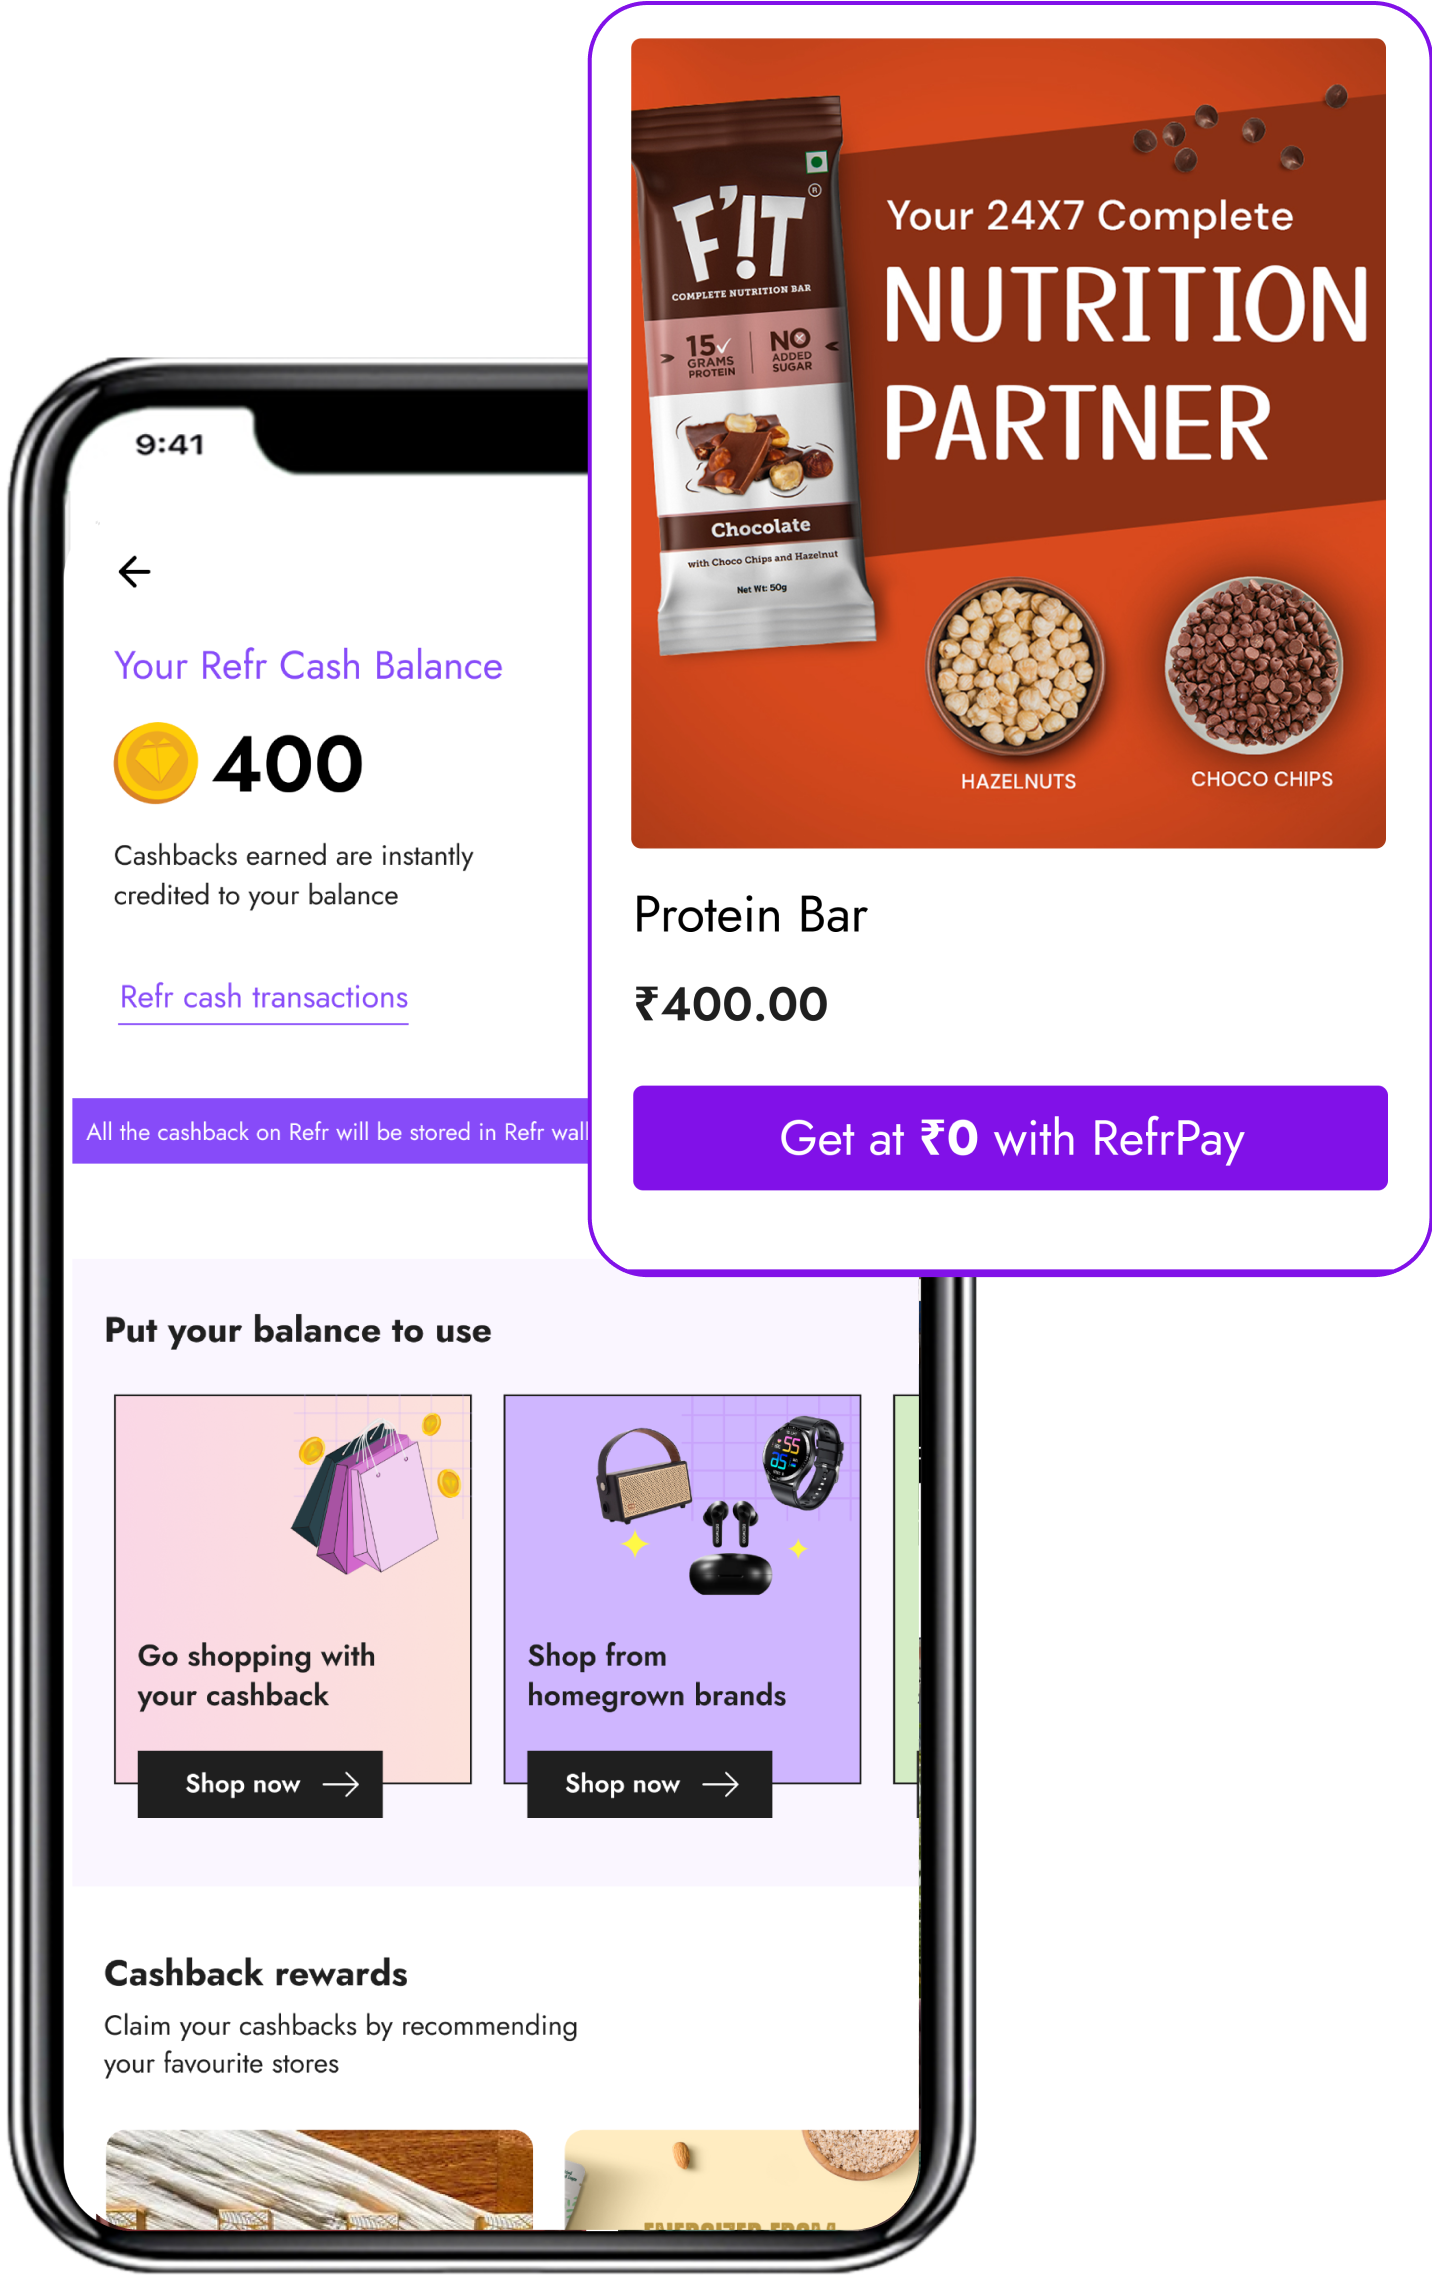 F!T
®
COMPLETE NUTRITION BAR
15
GRAMS
PROTEIN
NO
ADDED
SUGAR
Chocolate
with Choco Chips and Hazelnut
Net Wt: 50g
Your 24X7 Complete
NUTRITION
PARTNER
HAZELNUTS
CHOCO CHIPS
Protein Bar
₹400.00
Get at ₹0 with RefrPay
9:41
Your Refr Cash Balance
400
Cashbacks earned are instantly
credited to your balance
Refr cash transactions
All the cashback on Refr will be stored in Refr wall
Put your balance to use
Go shopping with
your cashback
Shop now
55
Shop from
homegrown brands
Shop now
Cashback rewards
Claim your cashbacks by recommending
your favourite stores